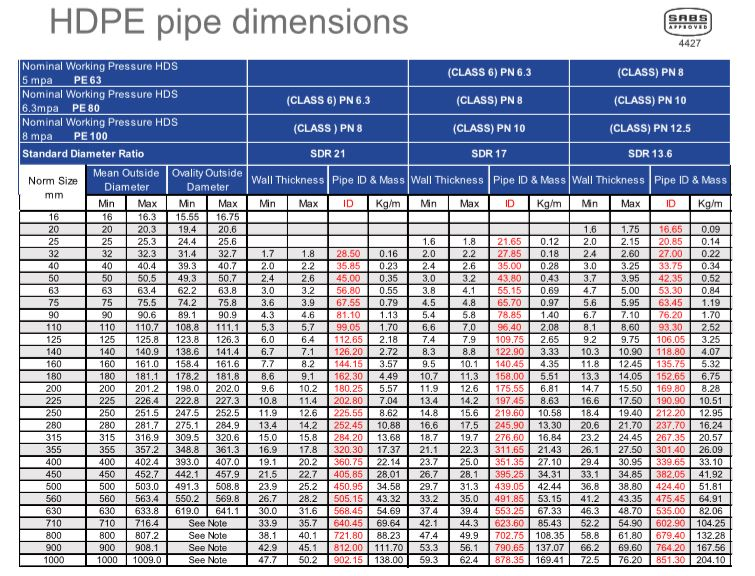 HDPE pipe dimensions
SABS
APPROVED
4427
Nominal Working Pressure HDS
5 mpa PE 63
(CLASS 6) PN 6.3 (CLASS) PN 8
Nominal Working Pressure HDS
6.3mpa PE 80
(CLASS 6) PN 6.3 (CLASS) PN 8 (CLASS) PN 10
Nominal Working Pressure HDS
8 mpa PE 100
(CLASS ) PN 8 (CLASS) PN 10 (CLASS) PN 12.5
Standard Diameter Ratio SDR 21 SDR 17 SDR 13.6
Norm Size
mm
Mean Outside
Diameter
Ovality Outside
Dameter
Wall Thickness Pipe ID & Mass Wall Thickness Pipe ID & Mass Wall Thickness Pipe ID & Mass
Min Max Min Max Min Max ID Kg/m Min Max ID Kg/m Min Max ID Kg/m
16 16 16.3 15.55 16.75
20 20 20.3 19.4 20.6 1.6 1.75 16.65 0.09
25 25 25.3 24.4 25.6 1.6 1.8 21.65 0.12 2.0 2.15 20.85 0.14
32 32 32.3 31.4 32.7 1.7 1.8 28.50 0.16 2.0 2.2 27.85 0.18 2.4 2.60 27.00 0.22
40 40 40.4 39.3 40.7 2.0 2.2 35.85 0.23 2.4 2.6 35.00 0.28 3.0 3.25 33.75 0.34
50 50 50.5 49.3 50.7 2.4 2.6 45.00 0.35 3.0 3.2 43.80 0.43 3.7 3.95 42.35 0.52
63 63 63.4 62.2 63.8 3.0 3.2 56.80 0.55 3.8 4.1 55.15 0.69 4.7 5.00 53.30 0.84
75 75 75.5 74.2 75.8 3.6 3.9 67.55 0.79 4.5 4.8 65.70 0.97 5.6 5.95 63.45 1.19
90 90 90.6 89.1 90.9 4.3 4.6 81.10 1.13 5.4 5.8 78.85 1.40 6.7 7.10 76.20 1.70
110 110 110.7 108.8 111.1 5.3 5.7 99.05 1.70 6.6 7.0 96.40 2.08 8.1 8.60 93.30 2.52
125 125 125.8 123.8 126.3 6.0 6.4 112.65 2.18 7.4 7.9 109.75 2.65 9.2 9.75 106.05 3.25
140 140 140.9 138.6 141.4 6.7 7.1 126.20 2.72 8.3 8.8 122.90 3.33 10.3 10.90 118.80 4.07
160 160 161.0 158.4 161.6 7.7 8.2 144.15 3.57 9.5 10.1 140.45 4.35 11.8 12.45 135.75 5.32
180 180 181.1 178.2 181.8 8.6 9.1 162.30 4.49 10.7 11.3 158.00 5.51 13.3 14.05 152.65 6.75
200 200 201.2 198.0 202.0 9.6 10.2 180.25 5.57 11.9 12.6 175.55 6.81 14.7 15.50 169.80 8.28
225 225 226.4 222.8 227.3 10.8 11.4 202.80 7.04 13.4 14.2 197.45 8.63 16.6 17.50 190.90 10.51
250 250 251.5 247.5 252.5 11.9 12.6 225.55 8.62 14.8 15.6 219.60 10.58 18.4 19.40 212.20 12.95
280 280 281.7 275.1 284.9 13.4 14.2 252.45 10.88 16.6 17.5 245.90 13.30 20.6 21.70 237.70 16.24
315 315 316.9 309.5 320.6 15.0 15.8 284.20 13.68 18.7 19.7 276.60 16.84 23.2 24.45 267.35 20.57
355 355 357.2 348.8 361.3 16.9 17.8 320.30 17.37 21.1 22.3 311.65 21.43 26.1 27.50 301.40 26.09
400 400 402.4 393.0 407.0 19.1 20.2 360.75 22.14 23.7 25.0 351.35 27.10 29.4 30.95 339.65 33.10
450 450 452.7 442.1 457.9 21.5 22.7 405.85 28.01 26.7 28.1 395.25 34.31 33.1 34.85 382.05 41.92
500 500 503.0 491.3 508.8 23.9 25.2 450.95 34.58 29.7 31.3 439.05 42.44 36.8 38.80 424.40 51.81
560 560 563.4 550.2 569.8 26.7 28.2 505.15 43.32 33.2 35.0 491.85 53.15 41.2 43.35 475.45 64.91
630 630 633.8 619.0 641.1 30.0 31.6 568.45 54.69 37.4 39.4 553.25 67.33 46.3 48.70 535.00 82.06
710 710 716.4 See Note 33.9 35.7 640.45 69.64 42.1 44.3 623.60 85.43 52.2 54.90 602.90 104.25
800 800 807.2 See Note 38.1 40.1 721.80 88.23 47.4 49.9 702.75 108.35 58.8 61.80 679.40 132.28
900 900 908.1 See Note 42.9 45.1 812.00 111.70 53.3 56.1 790.65 137.07 66.2 69.60 764.20 167.56
1000 1000 1009.0 See Note 47.7 50.2 902.15 138.00 59.3 62.4 878.35 169.41 72.5 76.20 851.30 204.10